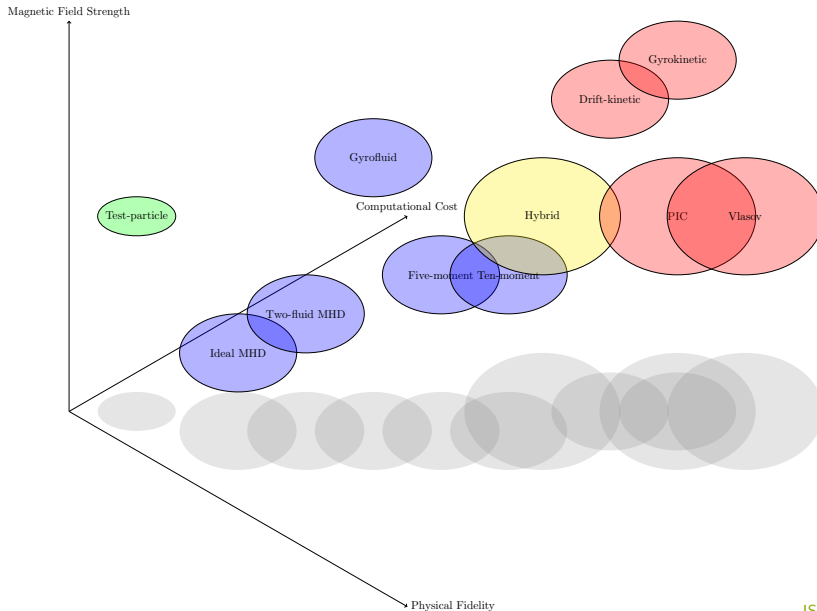 Magnetic Field Strength
Gyrokinetic
Drift-kinetic
Gyrofluid
Computational Cost
Test-particle
Hybrid
PIC
Vlasov
Five-moment
Ten-moment
Two-fluid MHD
Ideal MHD
Physical Fidelity